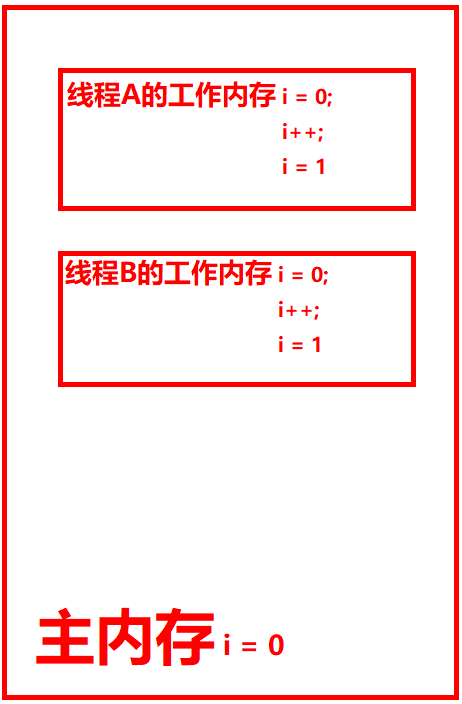 线程A的工作内存 i = 0;
i++;
i = 1
线程B的工作内存 i = 0;
i++;
i = 1
主内存 i = 0